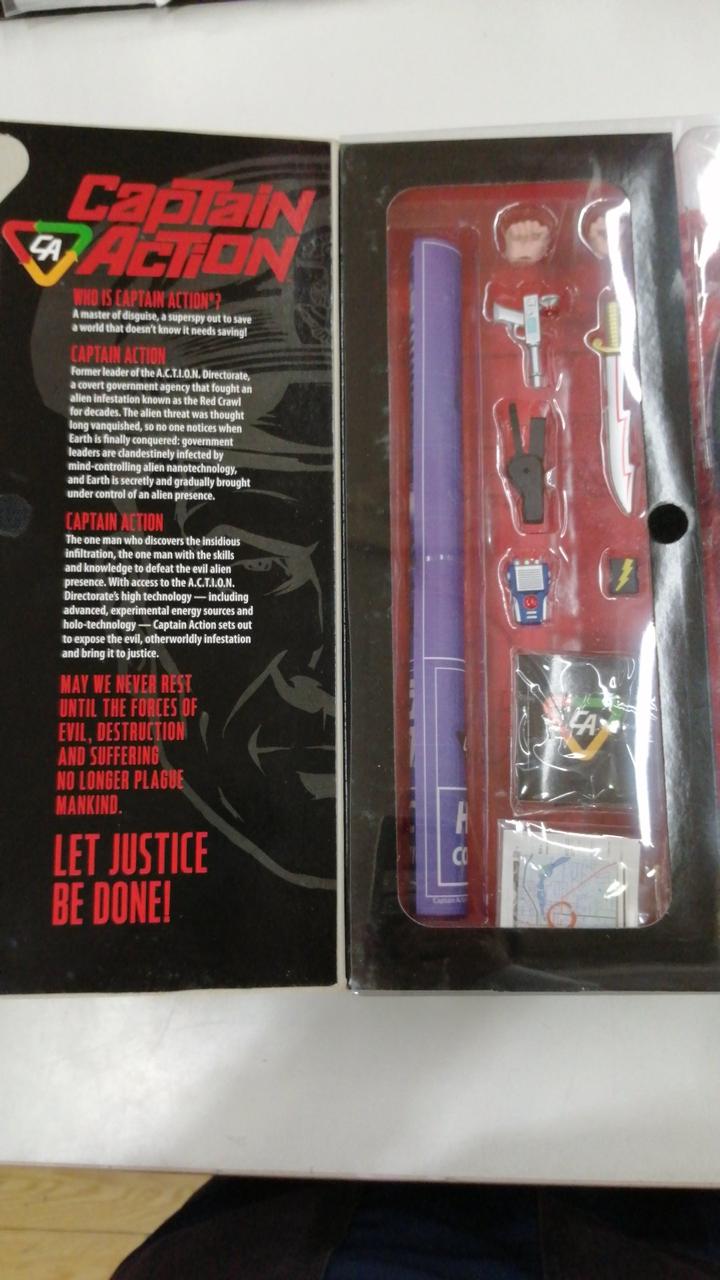 Captain
Action
CA
WHO IS CAPTAIN ACTION®?
A master of disguise, a superspy out to save
a world that doesn't know it needs saving!
CAPTAIN ACTION
Former leader of the A.C.T.I.O.N. Directorate,
a covert government agency that fought an
alien infestation known as the Red Crawl
for decades. The alien threat was thought
long vanquished, so no one notices when
Earth is finally conquered: government
leaders are clandestinely infected by
mind-controlling alien nanotechnology,
and Earth is secretly and gradually brought
under control of an alien presence.
CAPTAIN ACTION
The one man who discovers the insidious
infiltration, the one man with the skills
and knowledge to defeat the evil alien
presence. With access to the A.C.T.I.O.N.
Directorate's high technology — including
advanced, experimental energy sources and
holo-technology — Captain Action sets out
to expose the evil, otherworldly infestation
and bring it to justice.
MAY WE NEVER REST
UNTIL THE FORCES OF
EVIL, DESTRUCTION
AND SUFFERING
NO LONGER PLAGUE
MANKIND.
LET JUSTICE
BE DONE!
CA
H
CO
Captain A